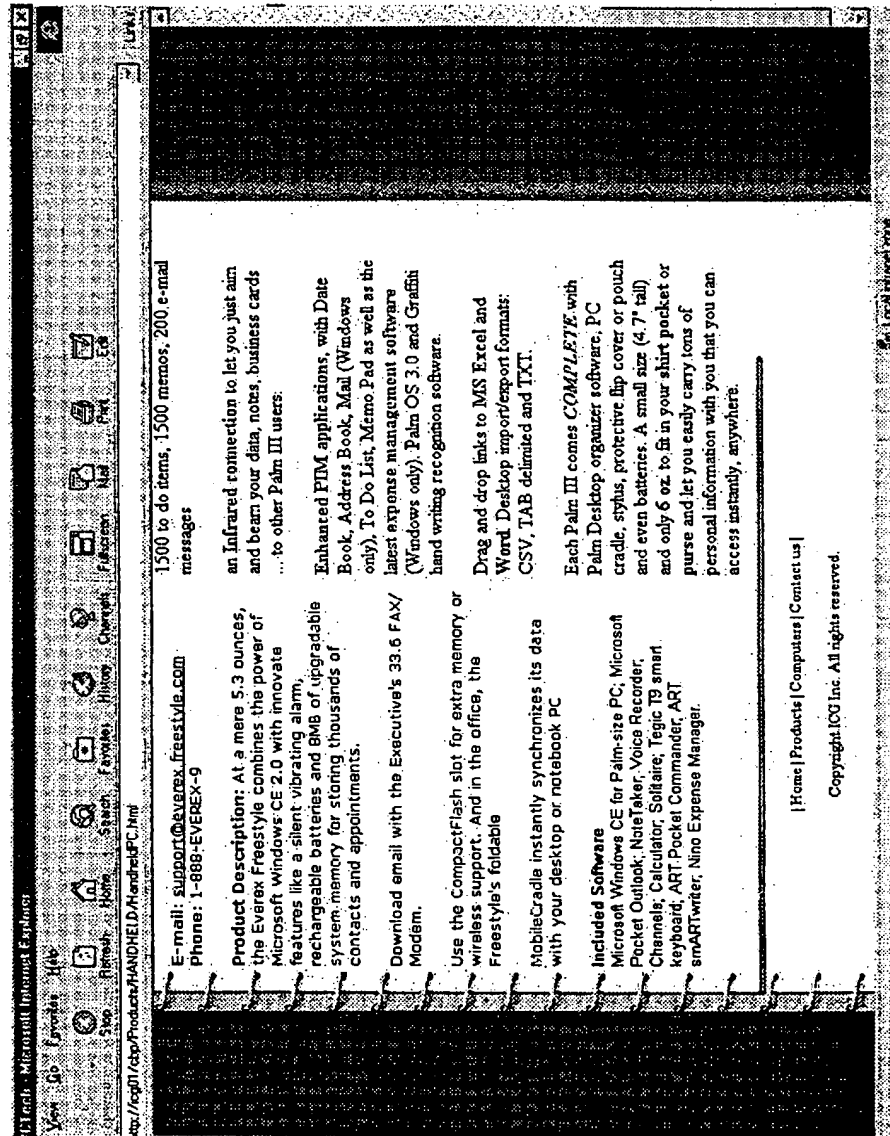 Microsoft Internet Explorer
View Go Favorites Help
Stop Refresh Home Search Favorites History Channels Fullscreen Mail Print Edit
http://icg01/cbp/Products/HANDHELD/HandheldPC.html
Links
E-mail: support@everex.freestyle.com
Phone: 1-888-EVEREX-9
Product Description: At a mere 5.3 ounces,
the Everex Freestyle combines the power of
Microsoft Windows CE 2.0 with innovate
features like a silent vibrating alarm,
rechargeable batteries and 8MB of upgradable
system memory for storing thousands of
contacts and appointments.
Download email with the Executive's 33.6 FAX/
Modem.
Use the CompactFlash slot for extra memory or
wireless support. And in the office, the
Freestyle's foldable
MobileCradle instantly synchronizes its data
with your desktop or notebook PC
Included Software
Microsoft Windows CE for Palm-size PC; Microsoft
Pocket Outlook; NoteTaker, Voice Recorder,
Channels; Calculator; Solitaire; Tegic T9 smart
keyboard; ART Pocket Commander, ART
smARTwriter, Nino Expense Manager.
1500 to do items, 1500 memos, 200 e-mail
messages
an Infrared connection to let you just aim
and beam your data, notes, business cards
... to other Palm III users.
Enhanced PIM applications, with Date
Book, Address Book, Mail (Windows
only), To Do List, Memo Pad as well as the
latest expense management software
(Windows only). Palm OS 3.0 and Graffiti
hand writing recognition software.
Drag and drop links to MS Excel and
Word. Desktop import/export formats:
CSV, TAB delimited and TXT.
Each Palm III comes COMPLETE with
Palm Desktop organizer software, PC
cradle, stylus, protective flip cover or pouch
and even batteries. A small size (4.7" tall)
and only 6 oz. to fit in your shirt pocket or
purse and let you easily carry tons of
personal information with you that you can
access instantly, anywhere.
| Home | Products | Computers | Contact us |
Copyright ICG Inc. All rights reserved.
Local intranet zone